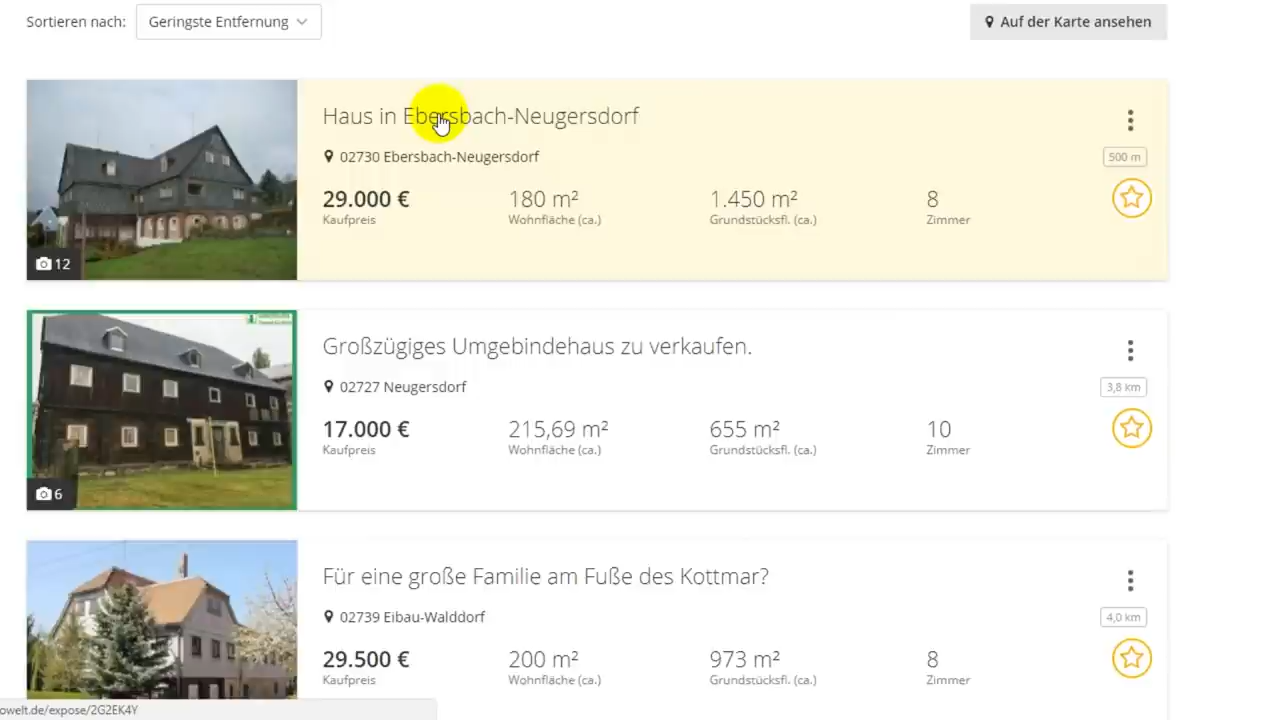 Sortieren nach: Geringste Entfernung Auf der Karte ansehen
Haus in Ebersbach-Neugersdorf
02730 Ebersbach-Neugersdorf 500 m
29.000 € 180 m² 1.450 m² 8
Kaufpreis Wohnfläche (ca.) Grundstücksfl. (ca.) Zimmer
12
Großzügiges Umgebindehaus zu verkaufen.
02727 Neugersdorf 3,8 km
17.000 € 215,69 m² 655 m² 10
Kaufpreis Wohnfläche (ca.) Grundstücksfl. (ca.) Zimmer
6
Für eine große Familie am Fuße des Kottmar?
02739 Eibau-Walddorf 4,0 km
29.500 € 200 m² 973 m² 8
Kaufpreis Wohnfläche (ca.) Grundstücksfl. (ca.) Zimmer
owelt.de/expose/2G2EK4Y